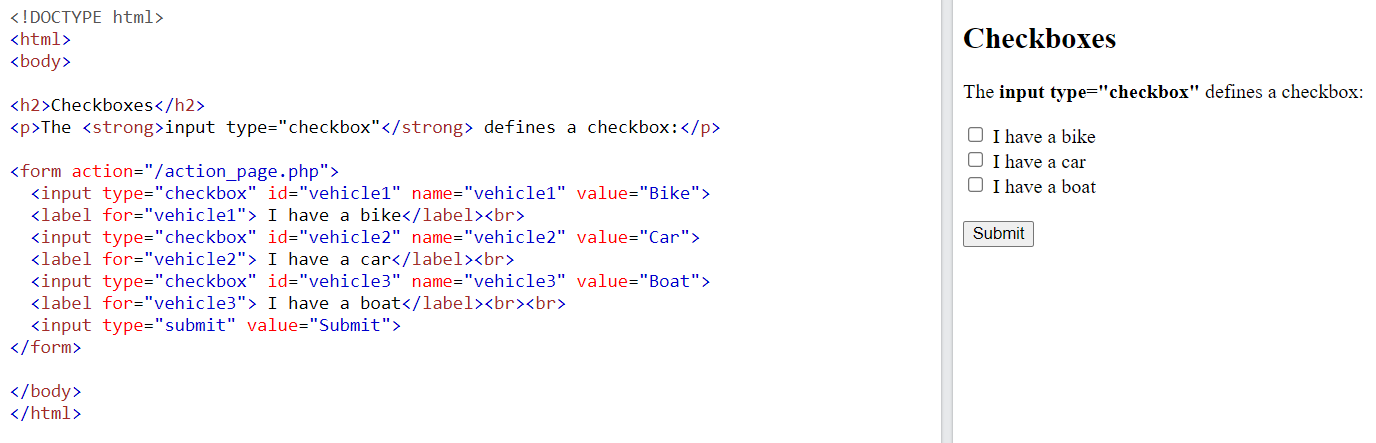 <!DOCTYPE html>
<html>
<body>
<h2>Checkboxes</h2>
<p>The <strong>input type="checkbox"</strong> defines a checkbox:</p>
<form action="/action_page.php">
<input type="checkbox" id="vehicle1" name="vehicle1" value="Bike">
<label for="vehicle1"> I have a bike</label><br>
<input type="checkbox" id="vehicle2" name="vehicle2" value="Car">
<label for="vehicle2"> I have a car</label><br>
<input type="checkbox" id="vehicle3" name="vehicle3" value="Boat">
<label for="vehicle3"> I have a boat</label><br><br>
<input type="submit" value="Submit">
</form>
</body>
</html>
Checkboxes
The input type="checkbox" defines a checkbox:
I have a bike
I have a car
I have a boat
Submit